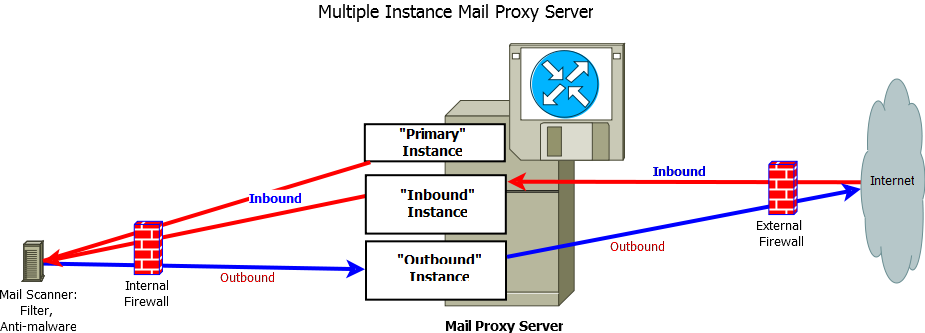 Multiple Instance Mail Proxy Server
"Primary"
Instance
Inbound
Internet
Inbound
"Inbound"
Instance
External
Firewall
Outbound
"Outbound"
Instance
Outbound
Internal
Firewall
Mail Scanner:
Filter,
Anti-malware
Mail Proxy Server